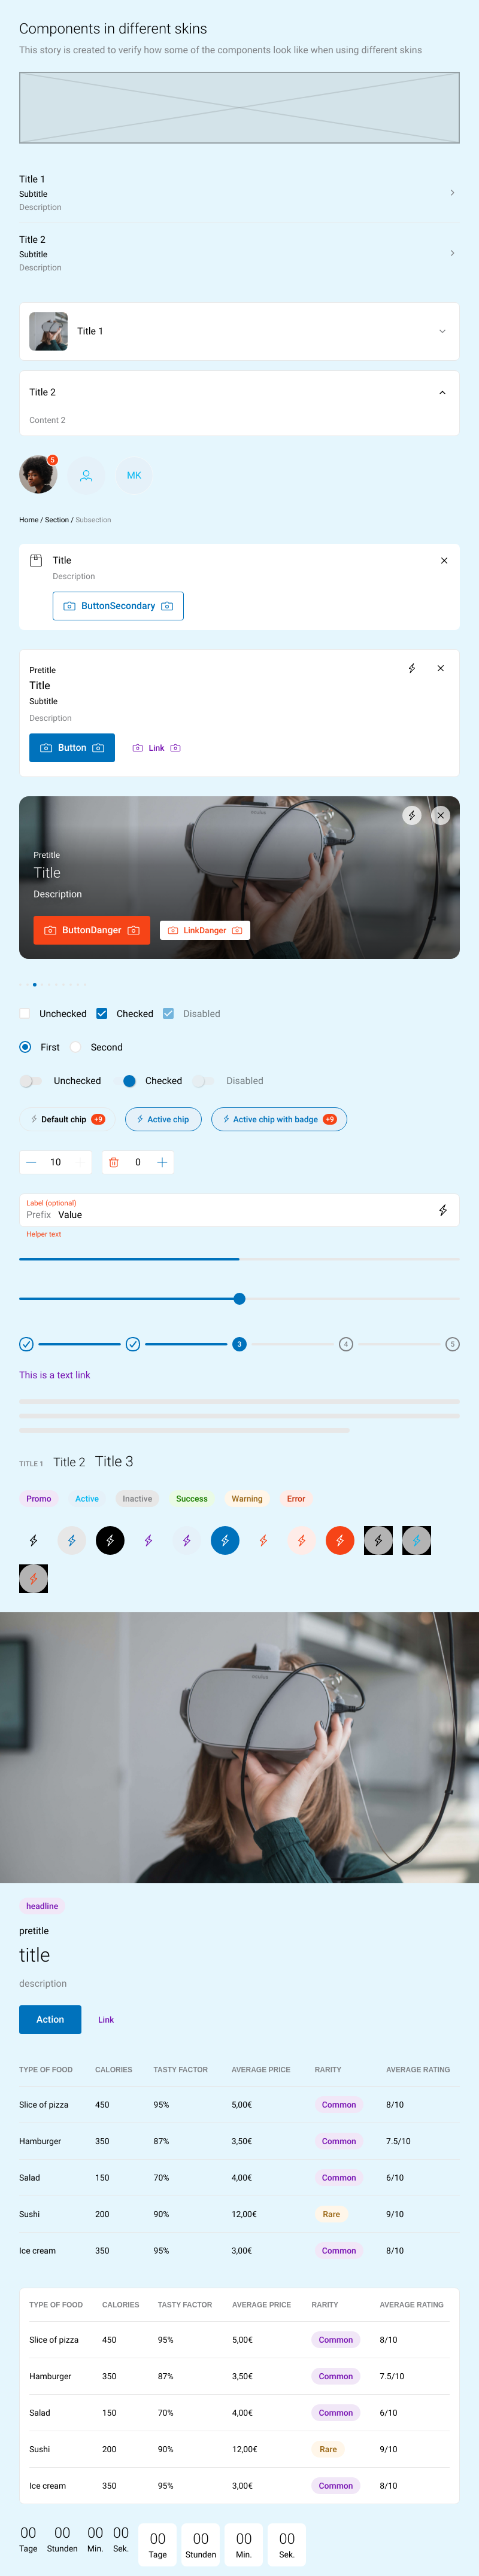 Components in different skins
This story is created to verify how some of the components look like when using different skins
Title 1
Subtitle
Description
Title 2
Subtitle
Description
Title 1
Title 2
Content 2
5
MK
Home / Section / Subsection
Title
Description
ButtonSecondary
Pretitle
Title
Subtitle
Description
Button Link
oculus
Pretitle
Title
Description
ButtonDanger LinkDanger
Unchecked Checked Disabled
First Second
Unchecked Checked Disabled
Default chip +9 Active chip Active chip with badge +9
10 0
Label (optional)
Prefix Value
Helper text
3 4 5
This is a text link
TITLE 1 Title 2 Title 3
Promo Active Inactive Success Warning Error
headline
pretitle
title
description
Action Link
TYPE OF FOOD CALORIES TASTY FACTOR AVERAGE PRICE RARITY AVERAGE RATING
Slice of pizza 450 95% 5,00€ Common 8/10
Hamburger 350 87% 3,50€ Common 7.5/10
Salad 150 70% 4,00€ Common 6/10
Sushi 200 90% 12,00€ Rare 9/10
Ice cream 350 95% 3,00€ Common 8/10
TYPE OF FOOD CALORIES TASTY FACTOR AVERAGE PRICE RARITY AVERAGE RATING
Slice of pizza 450 95% 5,00€ Common 8/10
Hamburger 350 87% 3,50€ Common 7.5/10
Salad 150 70% 4,00€ Common 6/10
Sushi 200 90% 12,00€ Rare 9/10
Ice cream 350 95% 3,00€ Common 8/10
00 00 00 00 00 00 00 00
Tage Stunden Min. Sek. Tage Stunden Min. Sek.